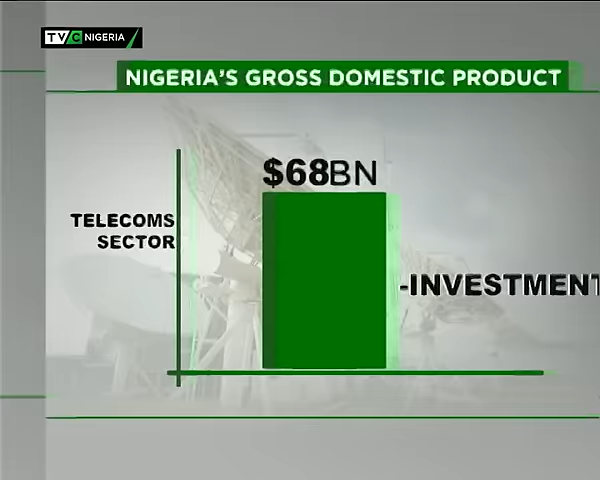 TVC NIGERIA
NIGERIA'S GROSS DOMESTIC PRODUCT
$68BN
TELECOMS
SECTOR
-INVESTMENT